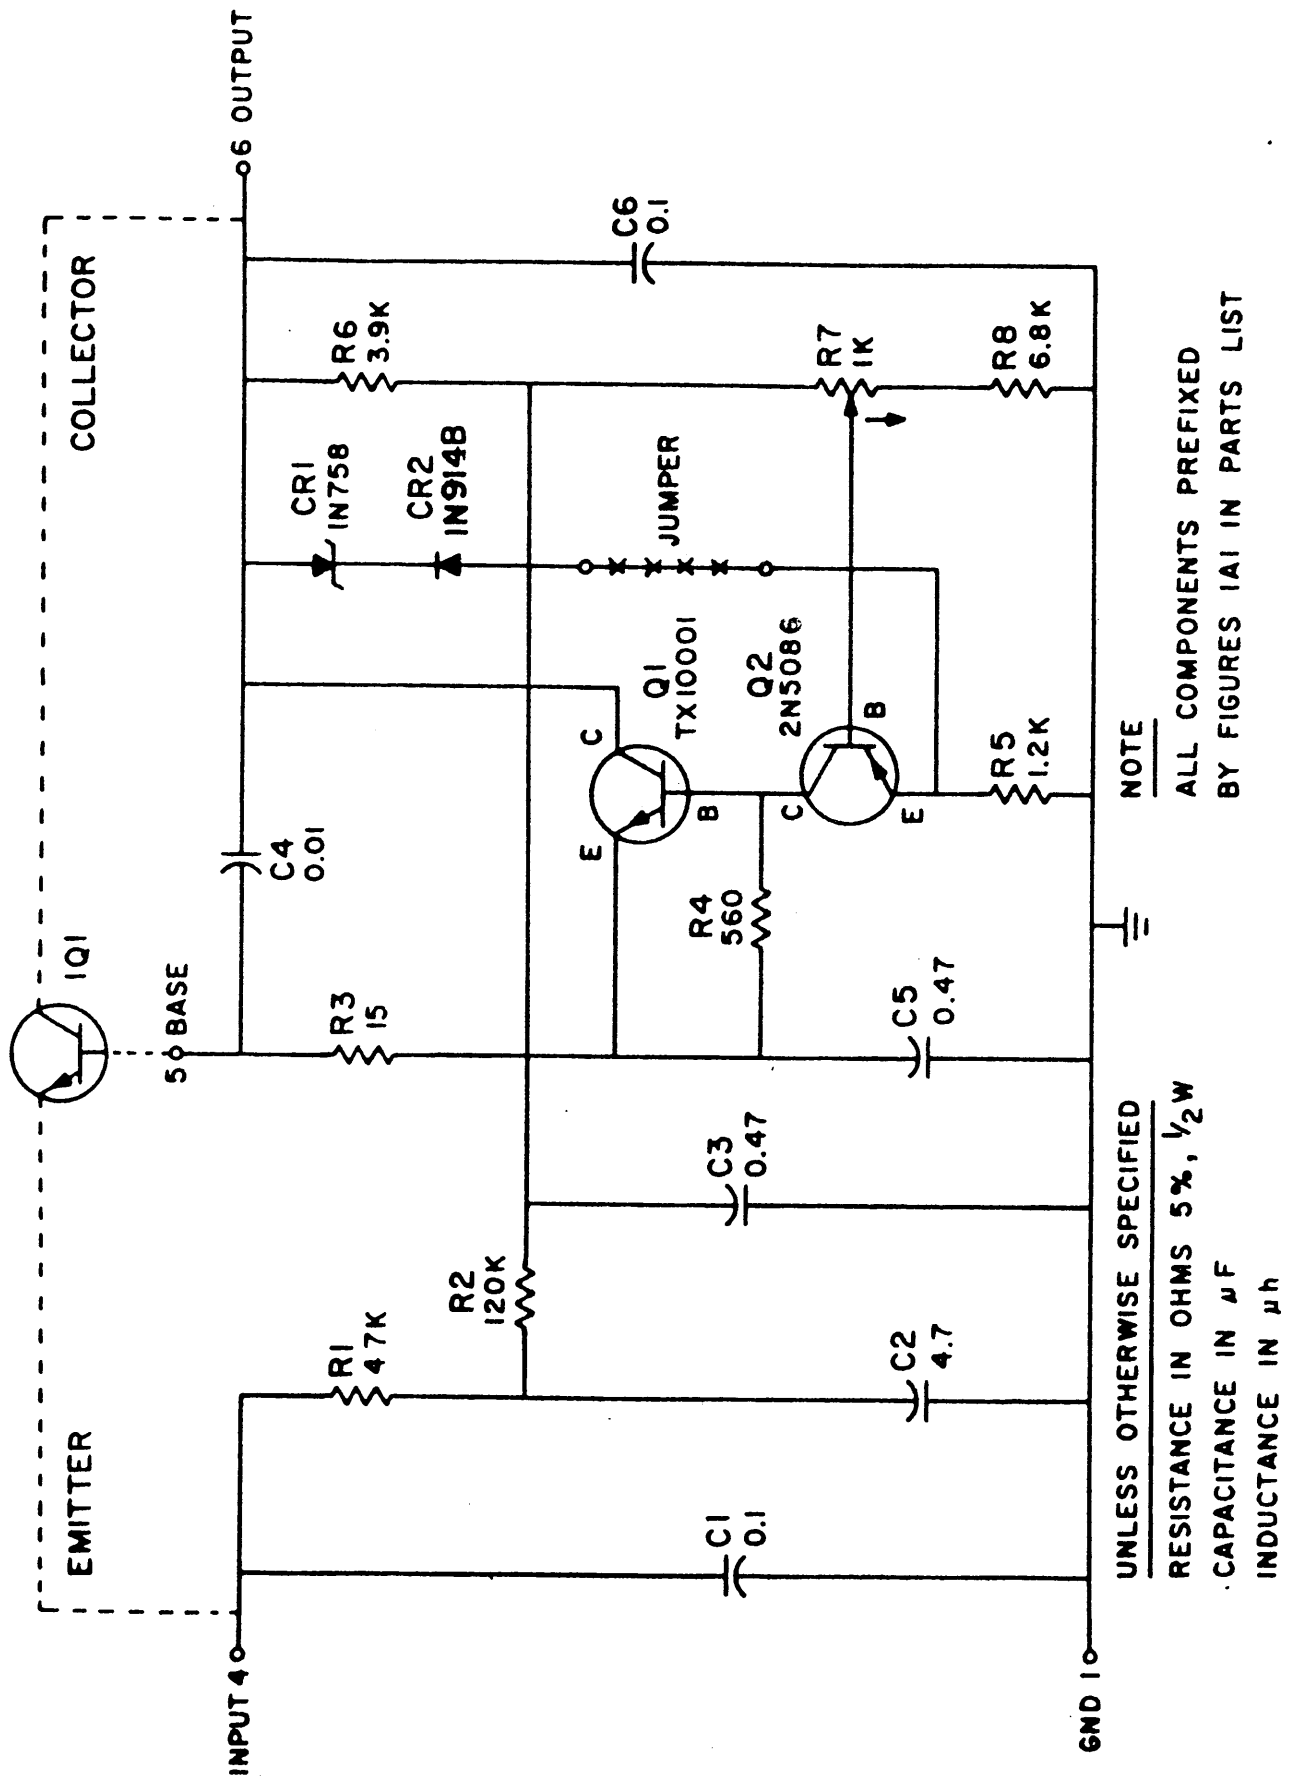 1Q1
EMITTER
COLLECTOR
5
BASE
INPUT 4
6 OUTPUT
C4
0.01
R1
47K
R3
15
CR1
1N758
R6
3.9K
CR2
1N914B
R2
120K
E
C
B
Q1
TX10001
JUMPER
C6
0.1
C1
0.1
C3
0.47
R4
560
Q2
2N5086
C
B
E
R7
1K
C2
4.7
C5
0.47
R5
1.2K
R8
6.8K
GND 1
UNLESS OTHERWISE SPECIFIED
RESISTANCE IN OHMS 5%, 1/2W
CAPACITANCE IN µF
INDUCTANCE IN µh
NOTE
ALL COMPONENTS PREFIXED
BY FIGURES 1A1 IN PARTS LIST